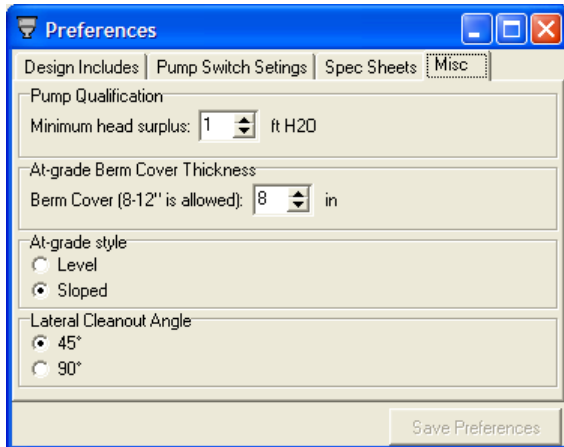 Preferences
Design Includes Pump Switch Setings Spec Sheets Misc
Pump Qualification
Minimum head surplus: 1 ft H20
At-grade Berm Cover Thickness
Berm Cover (8-12" is allowed): 8 in
At-grade style
Level
Sloped
Lateral Cleanout Angle
45°
90°
Save Preferences